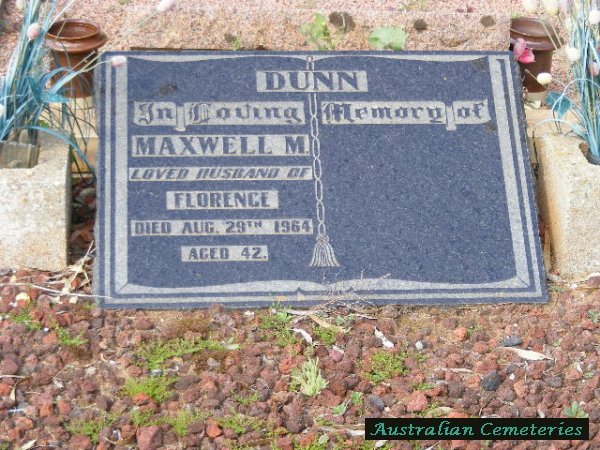 DUNN
In Loving Memory of
MAXWELL M.
LOVED HUSBAND OF
FLORENCE
DIED AUG. 29TH 1964
AGED 42.
Australian Cemeteries